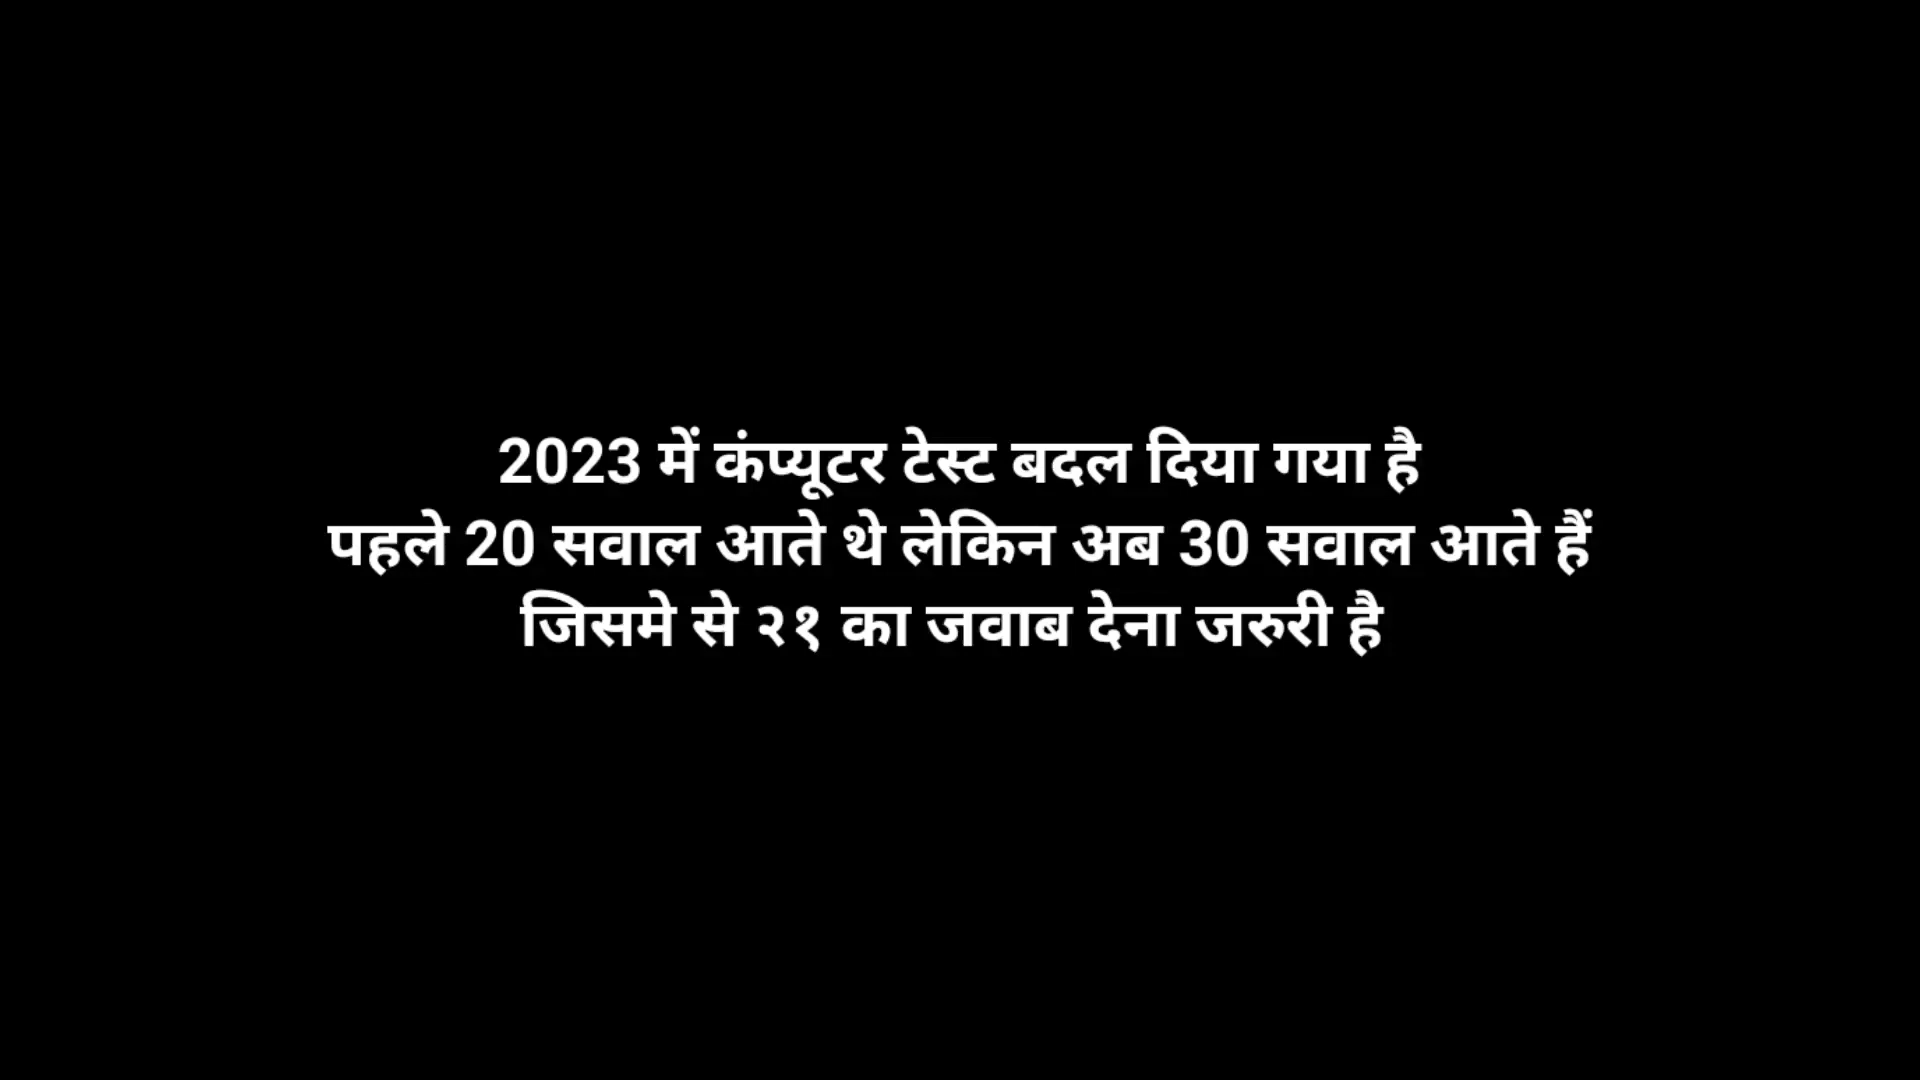 2023 में कंप्यूटर टेस्ट बदल दिया गया है
पहले 20 सवाल आते थे लेकिन अब 30 सवाल आते हैं
जिसमे से २१ का जवाब देना जरुरी है